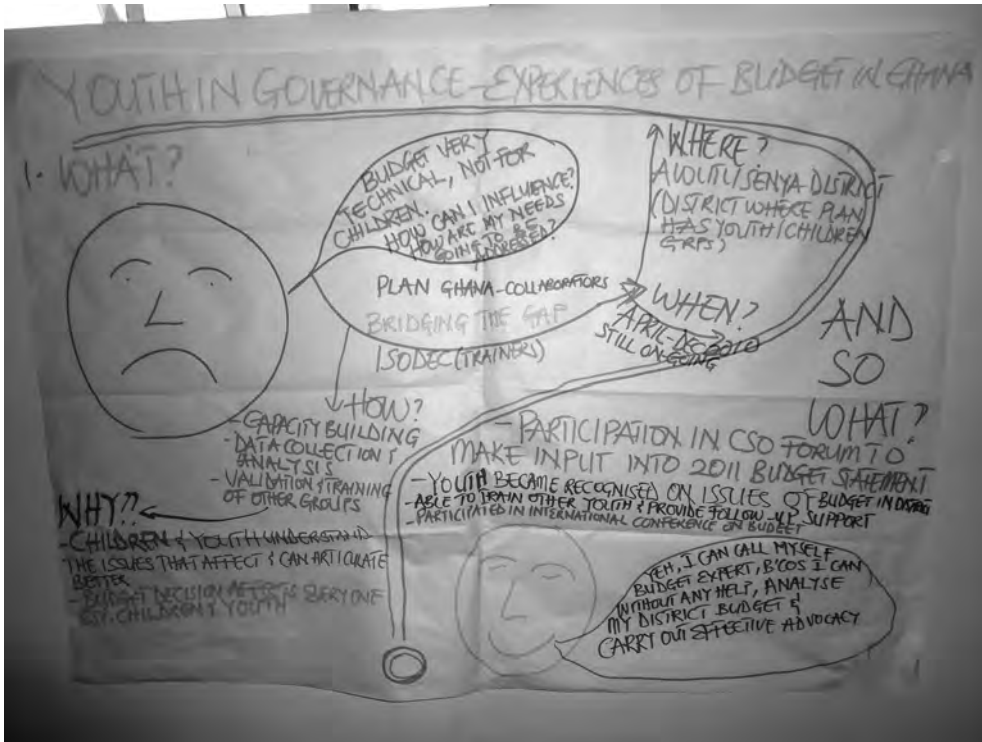 YOUTH IN GOVERNANCE - EXPERIENCES OF BUDGET IN GHANA
1. WHAT?
BUDGET VERY
TECHNICAL, NOT FOR
CHILDREN.
HOW CAN I INFLUENCE?
HOW ARE MY NEEDS
GOING TO BE
ADDRESSED?
PLAN GHANA-COLLABORATORS
BRIDGING THE GAP
ISODEC (TRAINERS)
WHERE?
SENYA DISTRICT
(DISTRICT WHERE PLAN
HAS YOUTH/CHILDREN
GRPS)
WHEN?
APRIL-
STILL ON-GOING
HOW?
- CAPACITY BUILDING
- DATA COLLECTION &
ANALYSIS
- VALIDATION & TRAINING
OF OTHER GROUPS
WHY??
- CHILDREN & YOUTH UNDERSTAND
THE ISSUES THAT AFFECT & CAN ARTICULATE
BETTER
- BUDGET DECISION EVERYONE
ESP. CHILDREN & YOUTH
AND
SO
WHAT?
- PARTICIPATION IN CSO FORUM TO
MAKE INPUT INTO 2011 BUDGET STATEMENT
- YOUTH BECAME RECOGNISED ON ISSUES OF BUDGET IN DISTRICT
- ABLE TO TRAIN OTHER YOUTH & PROVIDE FOLLOW-UP SUPPORT
- PARTICIPATED IN INTERNATIONAL CONFERENCE ON BUDGET
YEH, I CAN CALL MYSELF
BUDGET EXPERT, B'COS I CAN
WITHOUT ANY HELP, ANALYSE
MY DISTRICT BUDGET &
CARRY OUT EFFECTIVE ADVOCACY